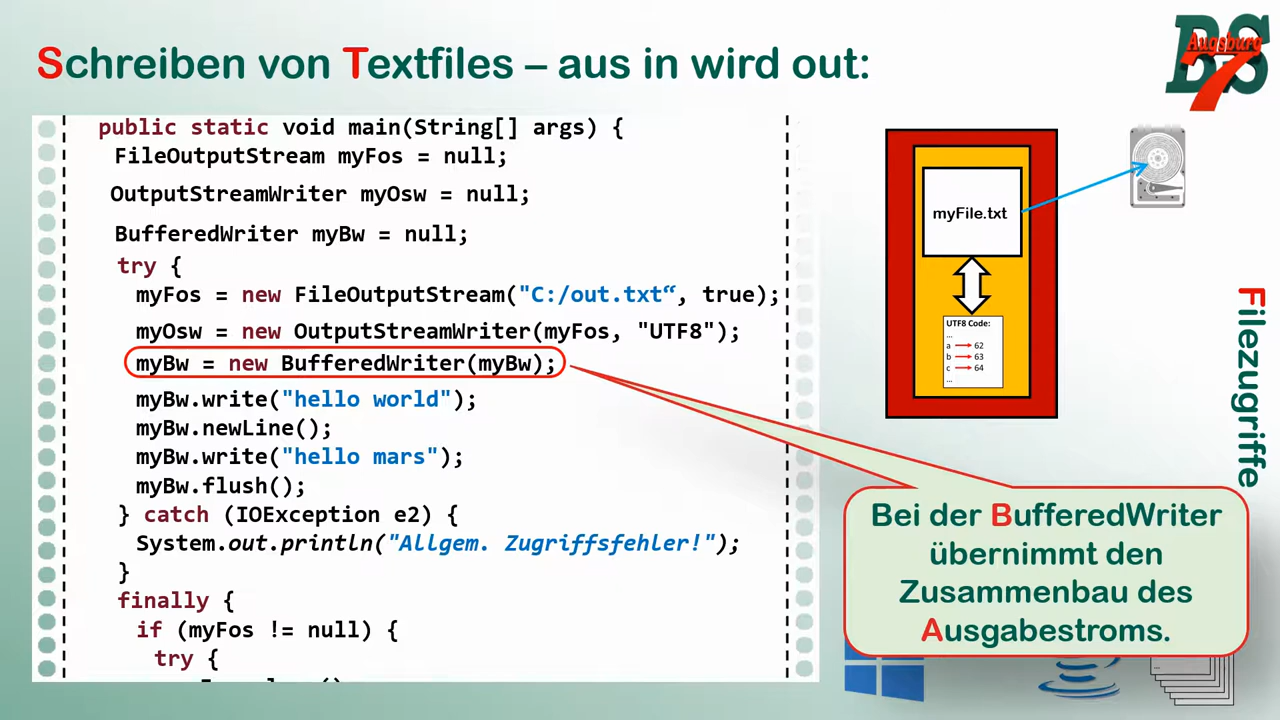 Schreiben von Textfiles – aus in wird out:
BS
Augsburg
7
public static void main(String[] args) {
FileOutputStream myFos = null;
OutputStreamWriter myOsw = null;
BufferedWriter myBw = null;
try {
myFos = new FileOutputStream("C:/out.txt“, true);
myOsw = new OutputStreamWriter(myFos, "UTF8");
myBw = new BufferedWriter(myBw);
myBw.write("hello world");
myBw.newLine();
myBw.write("hello mars");
myBw.flush();
} catch (IOException e2) {
System.out.println("Allgem. Zugriffsfehler!");
}
finally {
if (myFos != null) {
try {
myFile.txt
UTF8 Code:
...
a 62
b 63
c 64
...
Filezugriffe
Bei der BufferedWriter
übernimmt den
Zusammenbau des
Ausgabestroms.